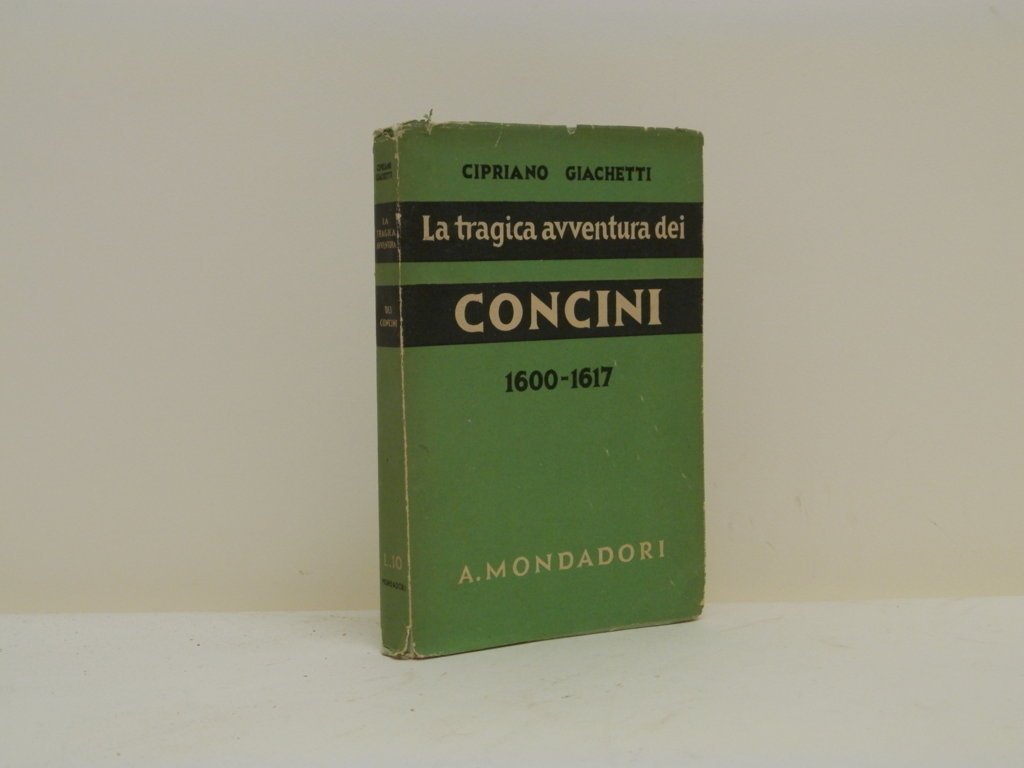 CIPRIANO GIACHETTI
La tragica avventura dei
CONCINI
1600-1617
A. MONDADORI
CIPRIANO
GIACHETTI
LA
TRAGICA
AVVENTURA
DEI
CONCINI
L. 10
MONDADORI